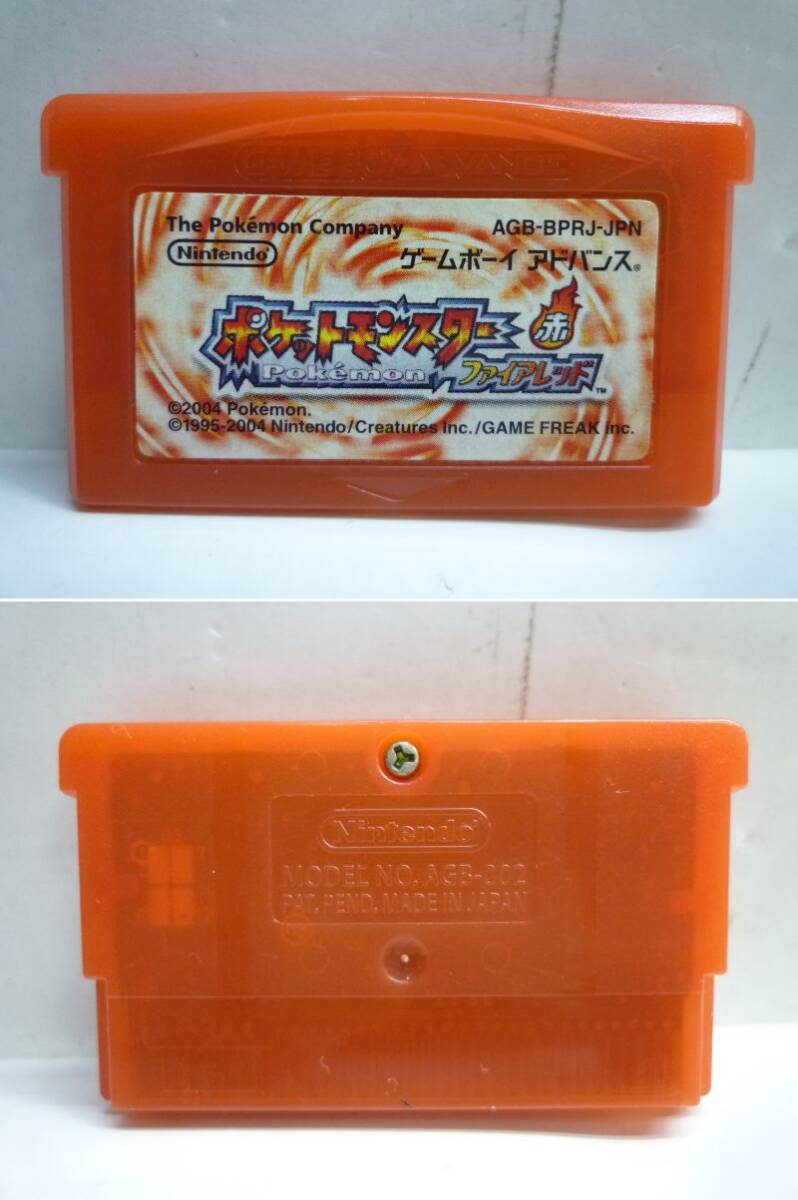 GAME BOY ADVANCE
The Pokémon Company
AGB-BPRJ-JPN
Nintendo
ゲームボーイ アドバンス®
ポケットモンスター
赤
Pokémon
ファイアレッド™
©2004 Pokémon.
©1995-2004 Nintendo/Creatures Inc./GAME FREAK inc.
Nintendo
MODEL NO. AGB-002
PAT. PEND. MADE IN JAPAN